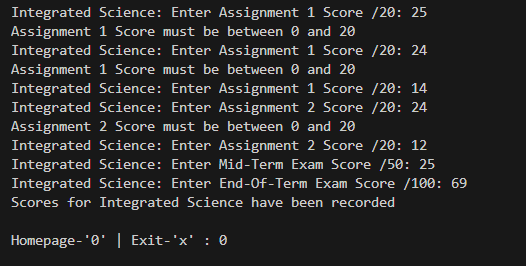 Integrated Science: Enter Assignment 1 Score /20: 25
Assignment 1 Score must be between 0 and 20
Integrated Science: Enter Assignment 1 Score /20: 24
Assignment 1 Score must be between 0 and 20
Integrated Science: Enter Assignment 1 Score /20: 14
Integrated Science: Enter Assignment 2 Score /20: 24
Assignment 2 Score must be between 0 and 20
Integrated Science: Enter Assignment 2 Score /20: 12
Integrated Science: Enter Mid-Term Exam Score /50: 25
Integrated Science: Enter End-Of-Term Exam Score /100: 69
Scores for Integrated Science have been recorded
Homepage-'0' | Exit-'x' : 0